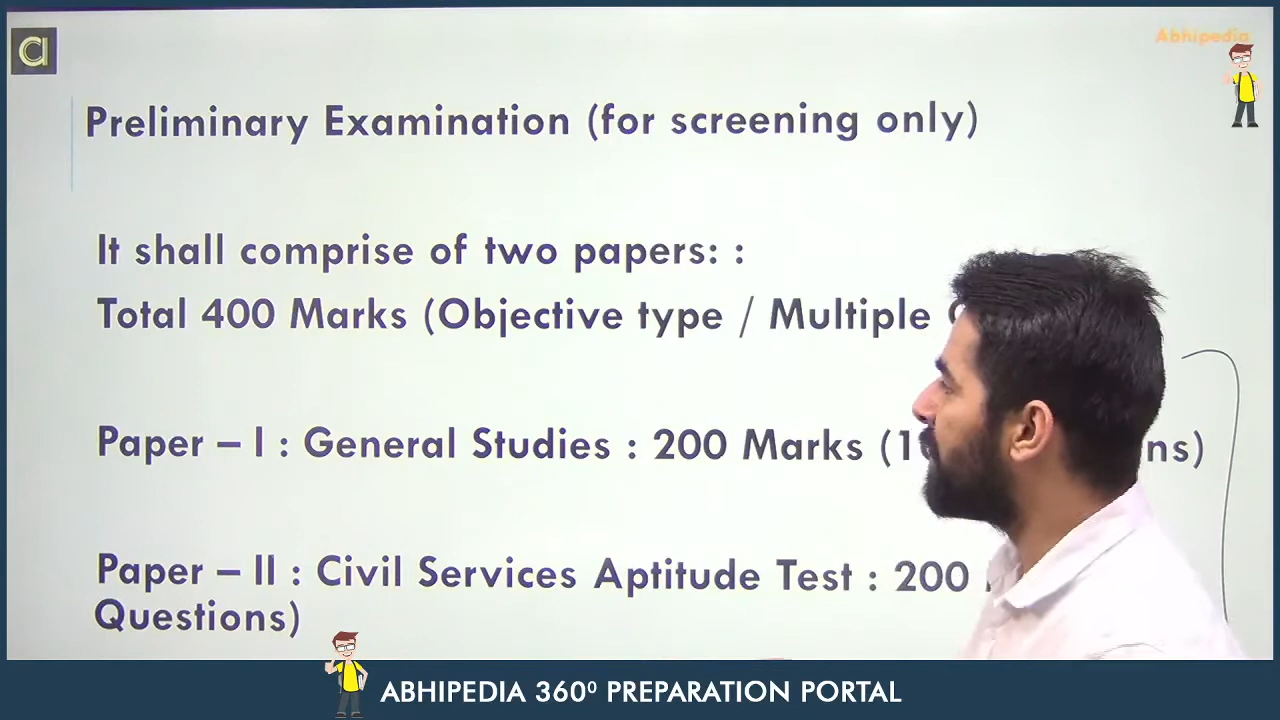 Abhipedia
Preliminary Examination (for screening only)
It shall comprise of two papers: :
Total 400 Marks (Objective type / Multiple
Paper – I : General Studies : 200 Marks (1
Paper – II : Civil Services Aptitude Test : 200
Questions)
ABHIPEDIA 360⁰ PREPARATION PORTAL